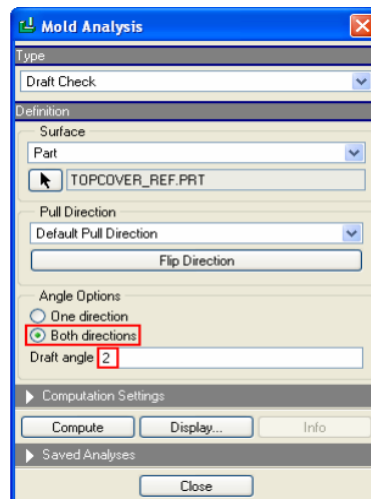 Mold Analysis
Type
Draft Check
Definition
Surface
Part
TOPCOVER_REF.PRT
Pull Direction
Default Pull Direction
Flip Direction
Angle Options
One direction
Both directions
Draft angle 2
Computation Settings
Compute Display... Info
Saved Analyses
Close